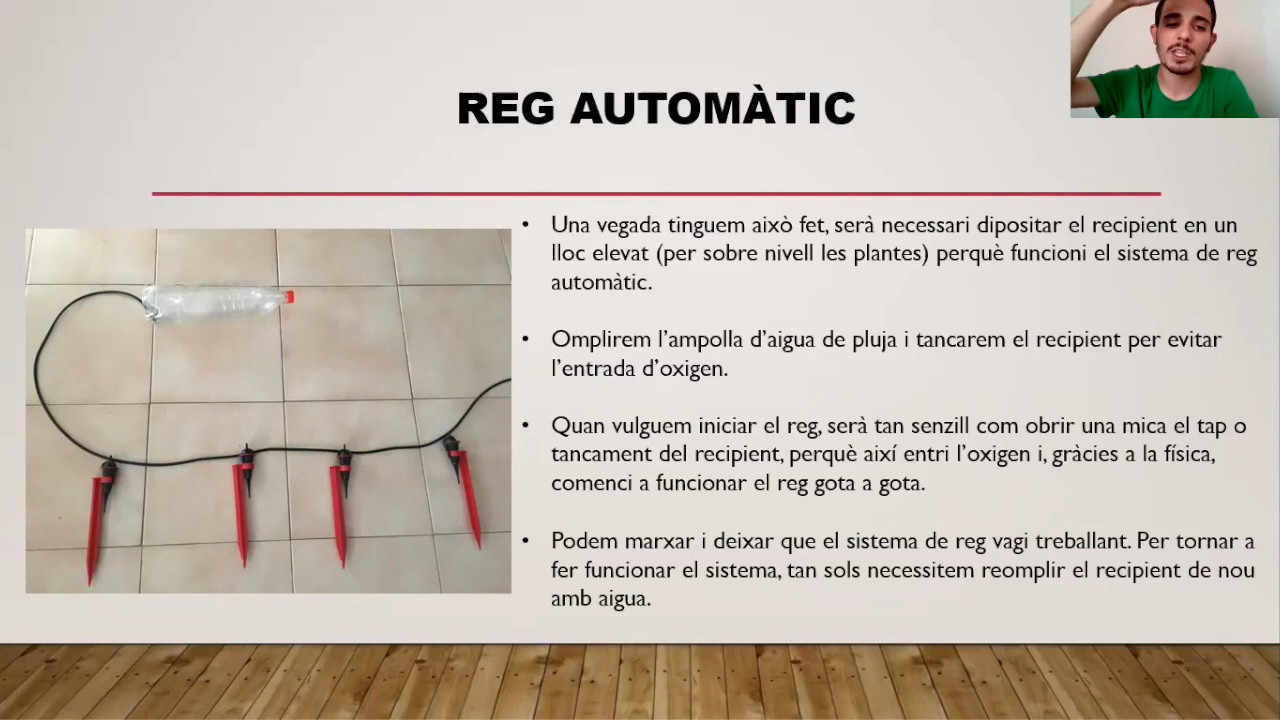 REG AUTOMÀTIC
• Una vegada tinguem això fet, serà necessari dipositar el recipient en un
lloc elevat (per sobre nivell les plantes) perquè funcioni el sistema de reg
automàtic.
• Omplirem l'ampolla d'aigua de pluja i tancarem el recipient per evitar
l'entrada d'oxigen.
• Quan vulguem iniciar el reg, serà tan senzill com obrir una mica el tap o
tancament del recipient, perquè així entri l'oxigen i, gràcies a la física,
comenci a funcionar el reg gota a gota.
• Podem marxar i deixar que el sistema de reg vagi treballant. Per tornar a
fer funcionar el sistema, tan sols necessitem reomplir el recipient de nou
amb aigua.